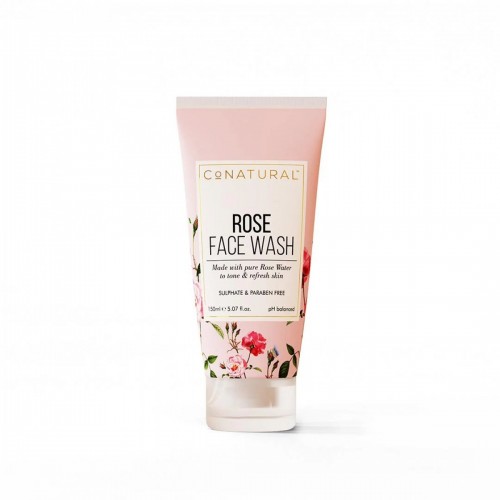 CoNATURAL™
ROSE
FACE WASH
Made with pure Rose Water
to tone & refresh skin
SULPHATE & PARABEN FREE
150ml • 5.07 fl.oz. pH balanced